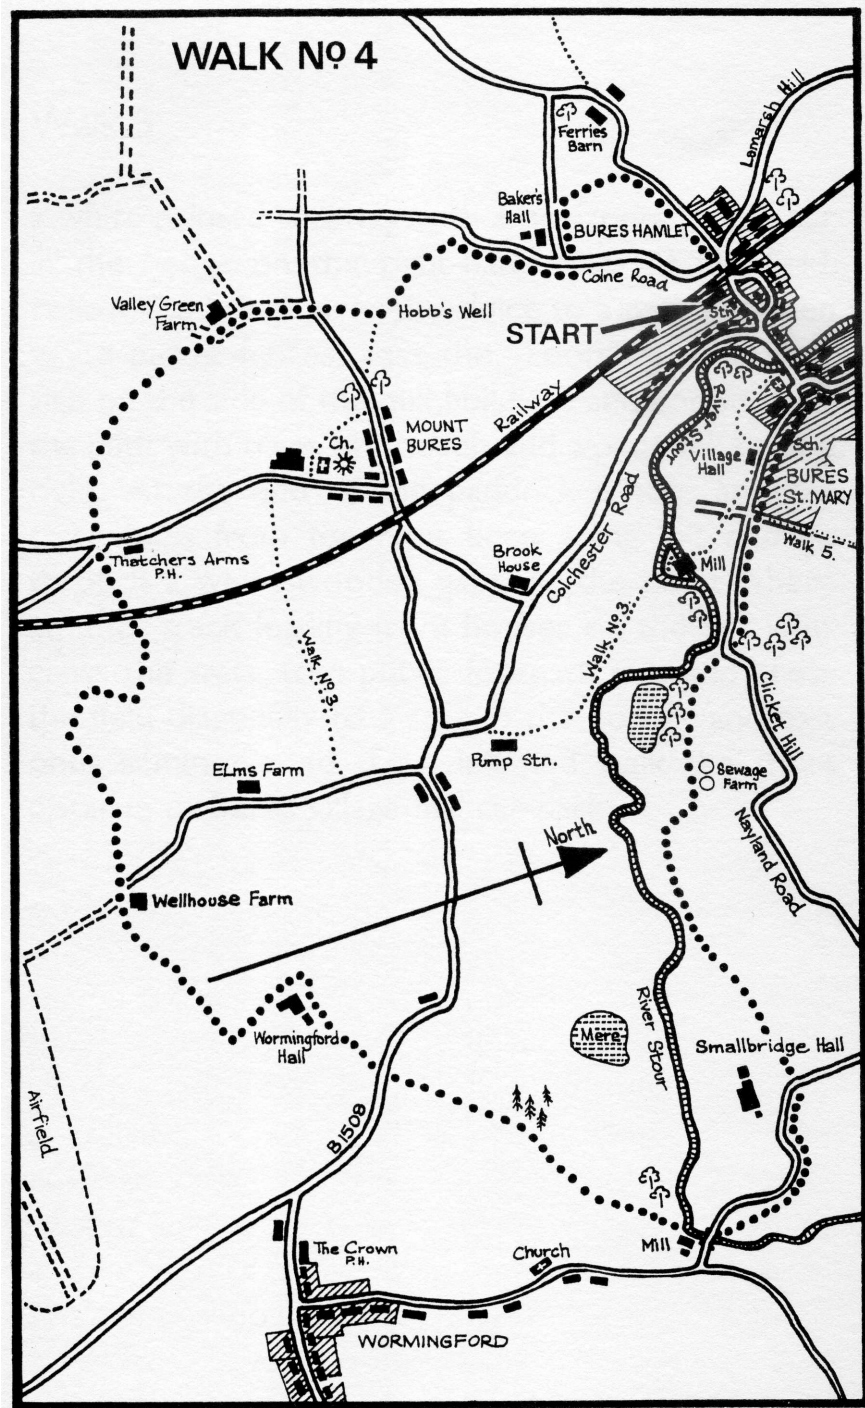 WALK Nº 4
Lamarsh Hill
Ferries
Barn
Baker's
Hall
BURES HAMLET
Colne Road
Valley Green
Farm
Hobb's Well
START
Stn.
Railway
River Stour
MOUNT
BURES
Ch.
Village
Hall
Sch.
BURES
St. MARY
Walk 5.
Colchester Road
Thatchers Arms
P.H.
Brook
House
Mill
Walk Nº 3.
Walk Nº 3.
Clicket Hill
Pump Stn.
Elms Farm
Sewage
Farm
Nayland Road
North
Wellhouse Farm
Wormingford
Hall
River Stour
Mere
Smallbridge Hall
Airfield
B1508
The Crown
P.H.
Church
Mill
WORMINGFORD